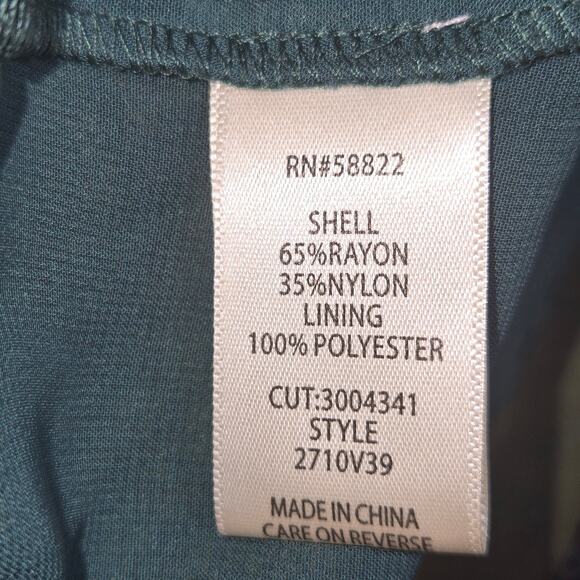 RN#58822
SHELL
65%RAYON
35%NYLON
LINING
100%POLYESTER
CUT:3004341
STYLE
2710V39
MADE IN CHINA
CARE ON REVERSE